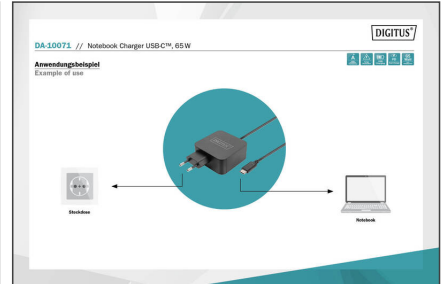 DIGITUS®
DA-10071 // Notebook Charger USB-C™, 65 W
Anwendungsbeispiel
Example of use
Steckdose
Notebook